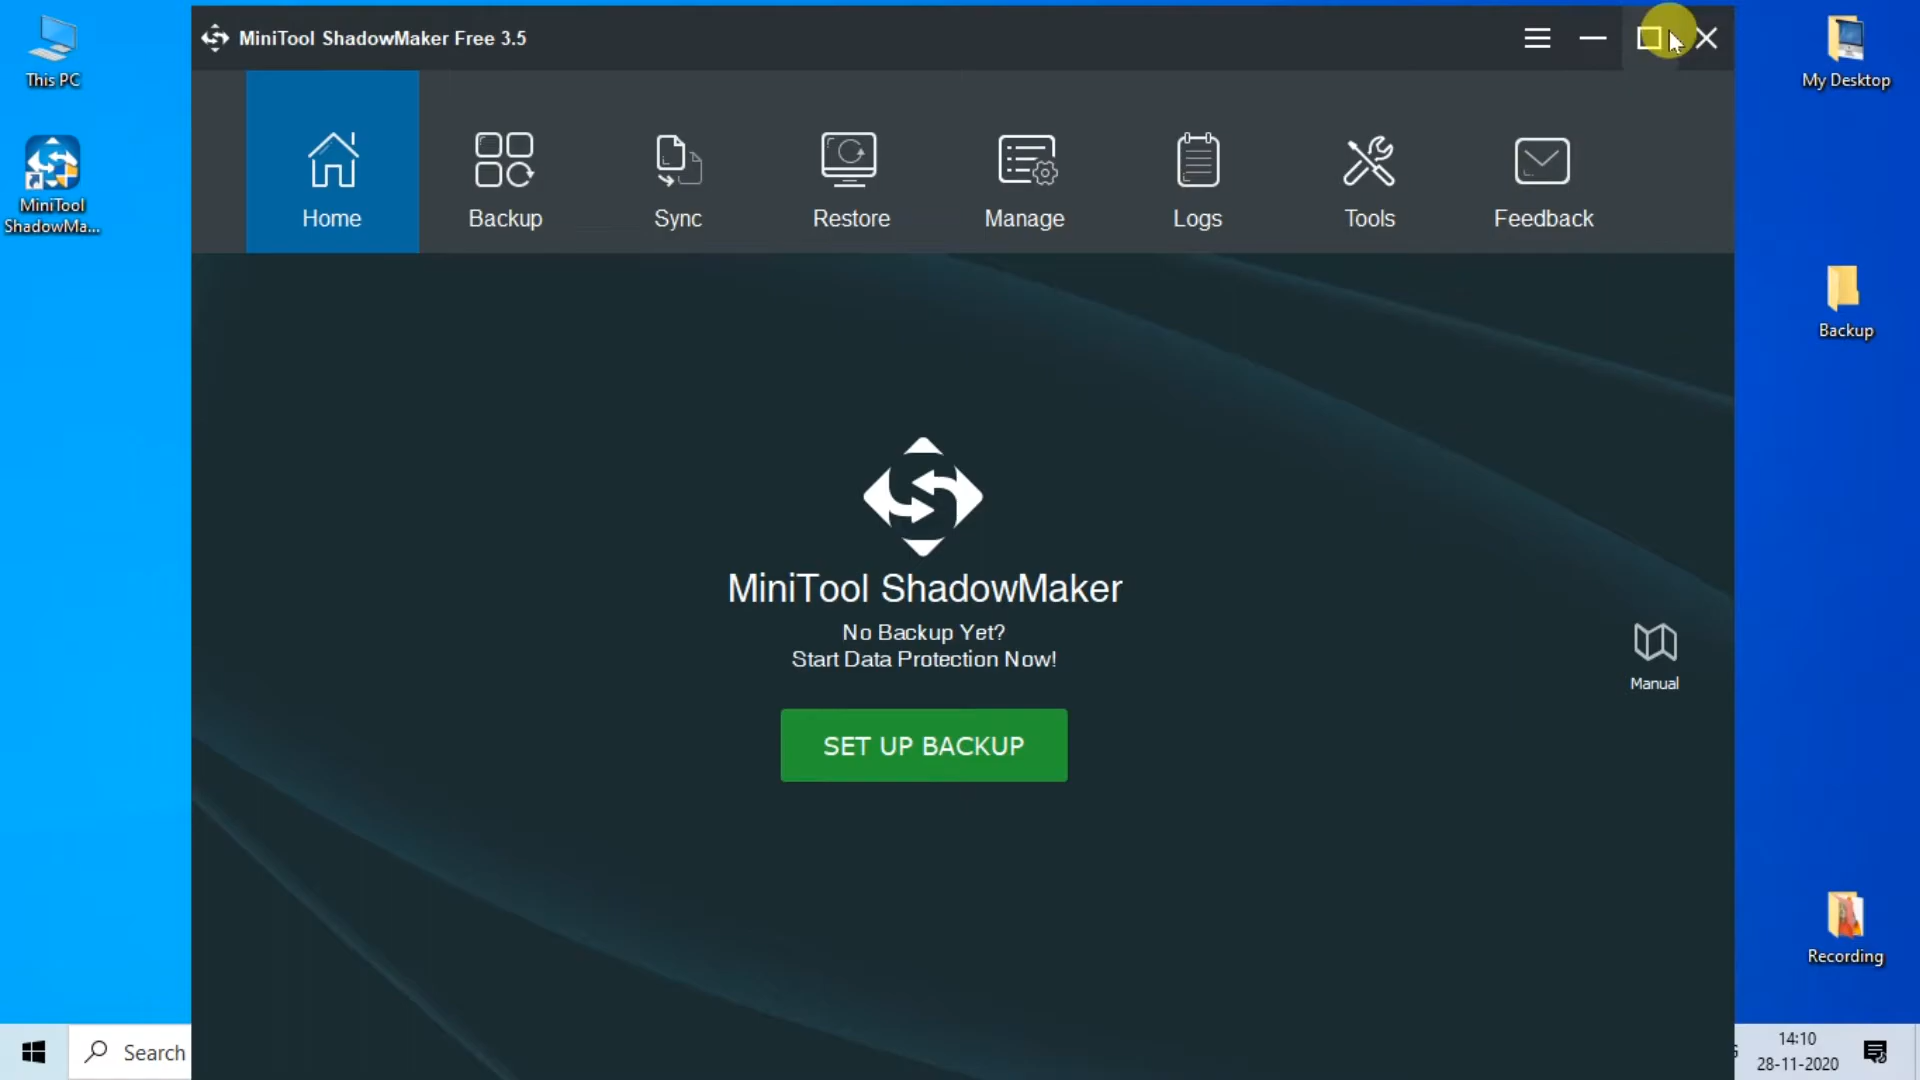 This PC
MiniTool
ShadowMa...
MiniTool ShadowMaker Free 3.5
Home
Backup
Sync
Restore
Manage
Logs
Tools
Feedback
MiniTool ShadowMaker
No Backup Yet?
Start Data Protection Now!
SET UP BACKUP
Manual
My Desktop
Backup
Recording
Search
14:10
28-11-2020